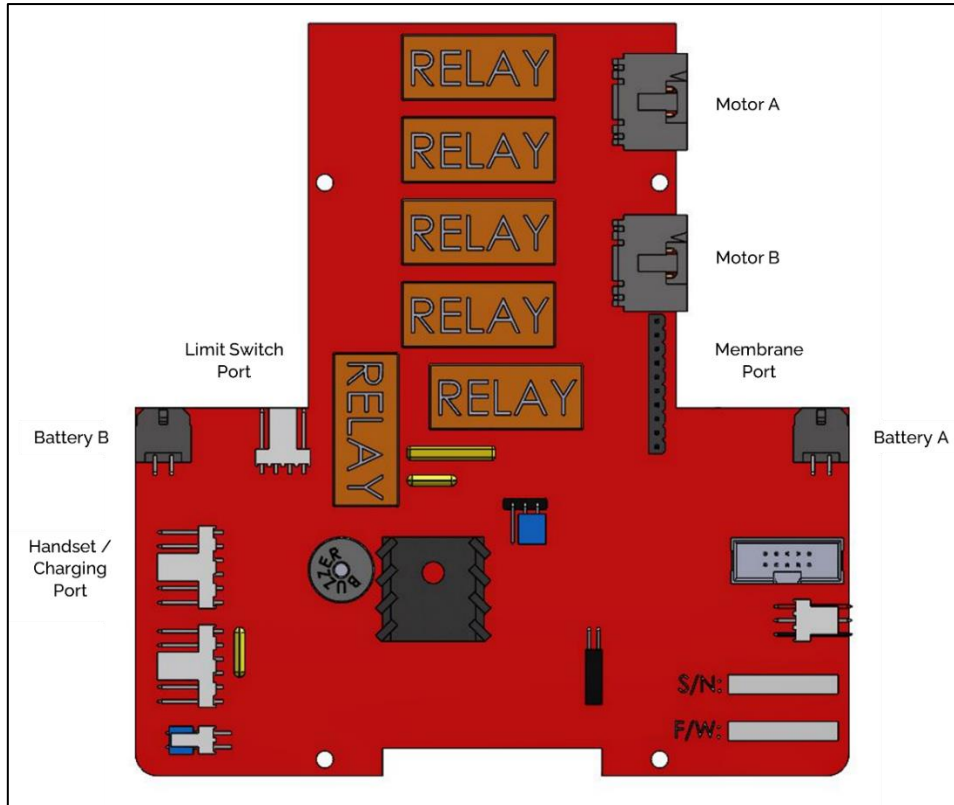 RELAY
Motor A
RELAY
RELAY
Motor B
RELAY
Limit Switch
Port
Membrane
Port
RELAY
RELAY
Battery B
Battery A
Handset /
Charging
Port
BUZZER
S/N:
F/W: